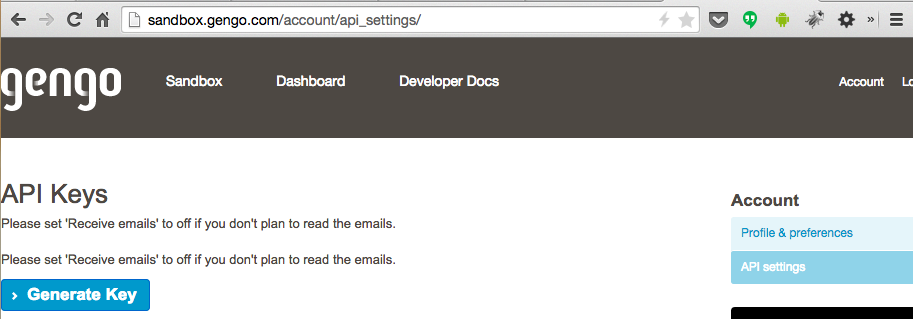 sandbox.gengo.com/account/api_settings/
»
gengo
Sandbox
Dashboard
Developer Docs
Account
API Keys
Please set 'Receive emails' to off if you don't plan to read the emails.
Please set 'Receive emails' to off if you don't plan to read the emails.
› Generate Key
Account
Profile & preferences
API settings